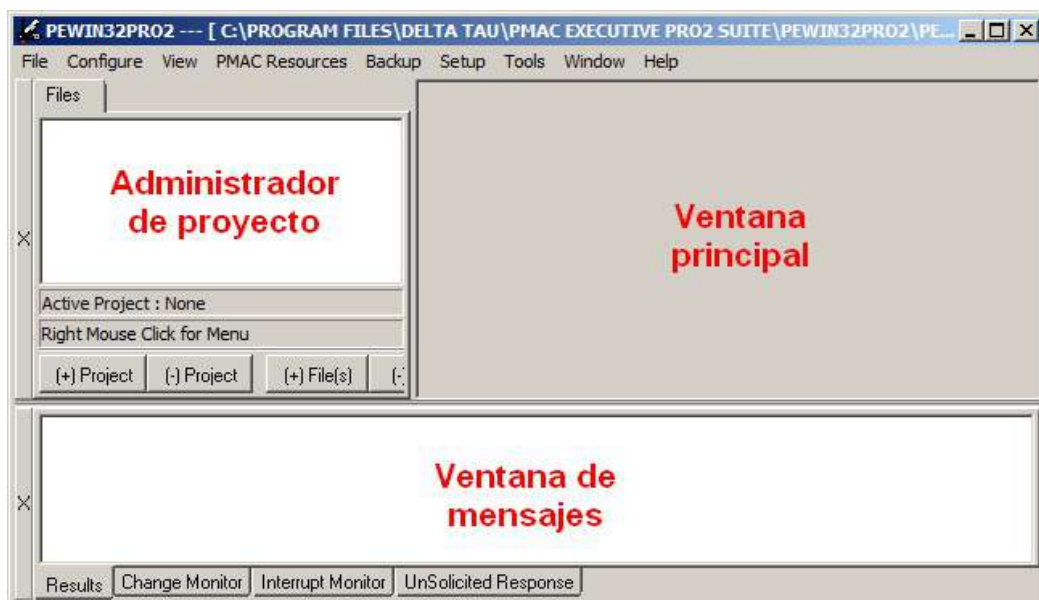 PEWIN32PRO2 --- [ C:\PROGRAM FILES\DELTA TAU\PMAC EXECUTIVE PRO2 SUITE\PEWIN32PRO2\PE...
File Configure View PMAC Resources Backup Setup Tools Window Help
Files
Administrador
de proyecto
Active Project : None
Right Mouse Click for Menu
(+) Project (-) Project (+) File(s) (-
Ventana
principal
Ventana de
mensajes
Results Change Monitor Interrupt Monitor UnSolicited Response